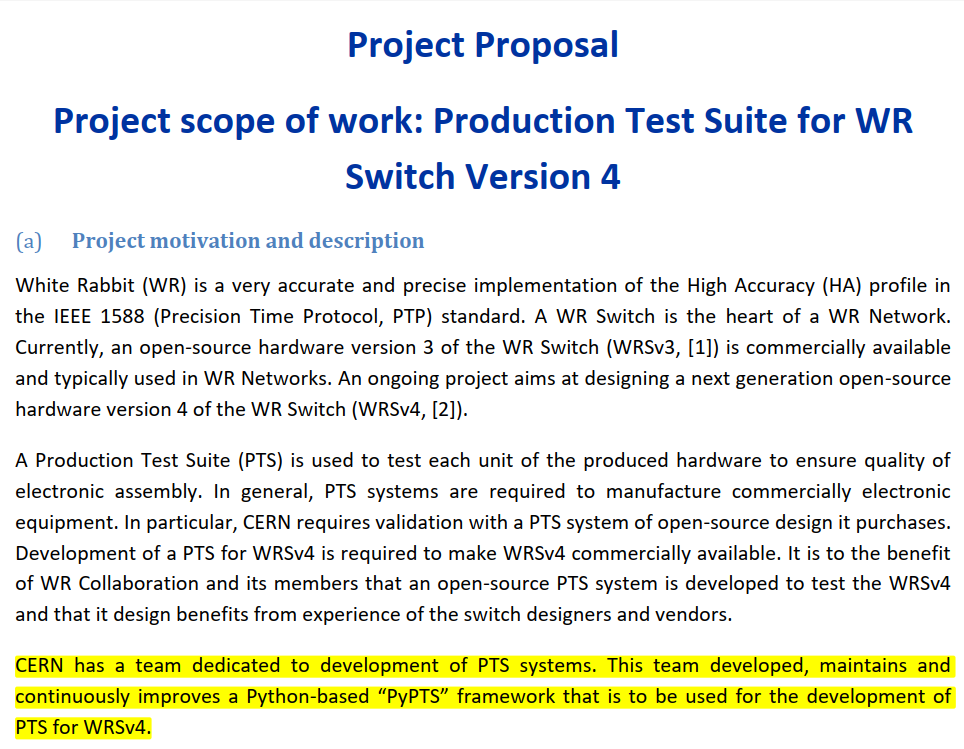 Project Proposal
Project scope of work: Production Test Suite for WR
Switch Version 4
(a) Project motivation and description
White Rabbit (WR) is a very accurate and precise implementation of the High Accuracy (HA) profile in
the IEEE 1588 (Precision Time Protocol, PTP) standard. A WR Switch is the heart of a WR Network.
Currently, an open-source hardware version 3 of the WR Switch (WRSv3, [1]) is commercially available
and typically used in WR Networks. An ongoing project aims at designing a next generation open-source
hardware version 4 of the WR Switch (WRSv4, [2]).
A Production Test Suite (PTS) is used to test each unit of the produced hardware to ensure quality of
electronic assembly. In general, PTS systems are required to manufacture commercially electronic
equipment. In particular, CERN requires validation with a PTS system of open-source design it purchases.
Development of a PTS for WRSv4 is required to make WRSv4 commercially available. It is to the benefit
of WR Collaboration and its members that an open-source PTS system is developed to test the WRSv4
and that it design benefits from experience of the switch designers and vendors.
CERN has a team dedicated to development of PTS systems. This team developed, maintains and
continuously improves a Python-based “PyPTS” framework that is to be used for the development of
PTS for WRSv4.